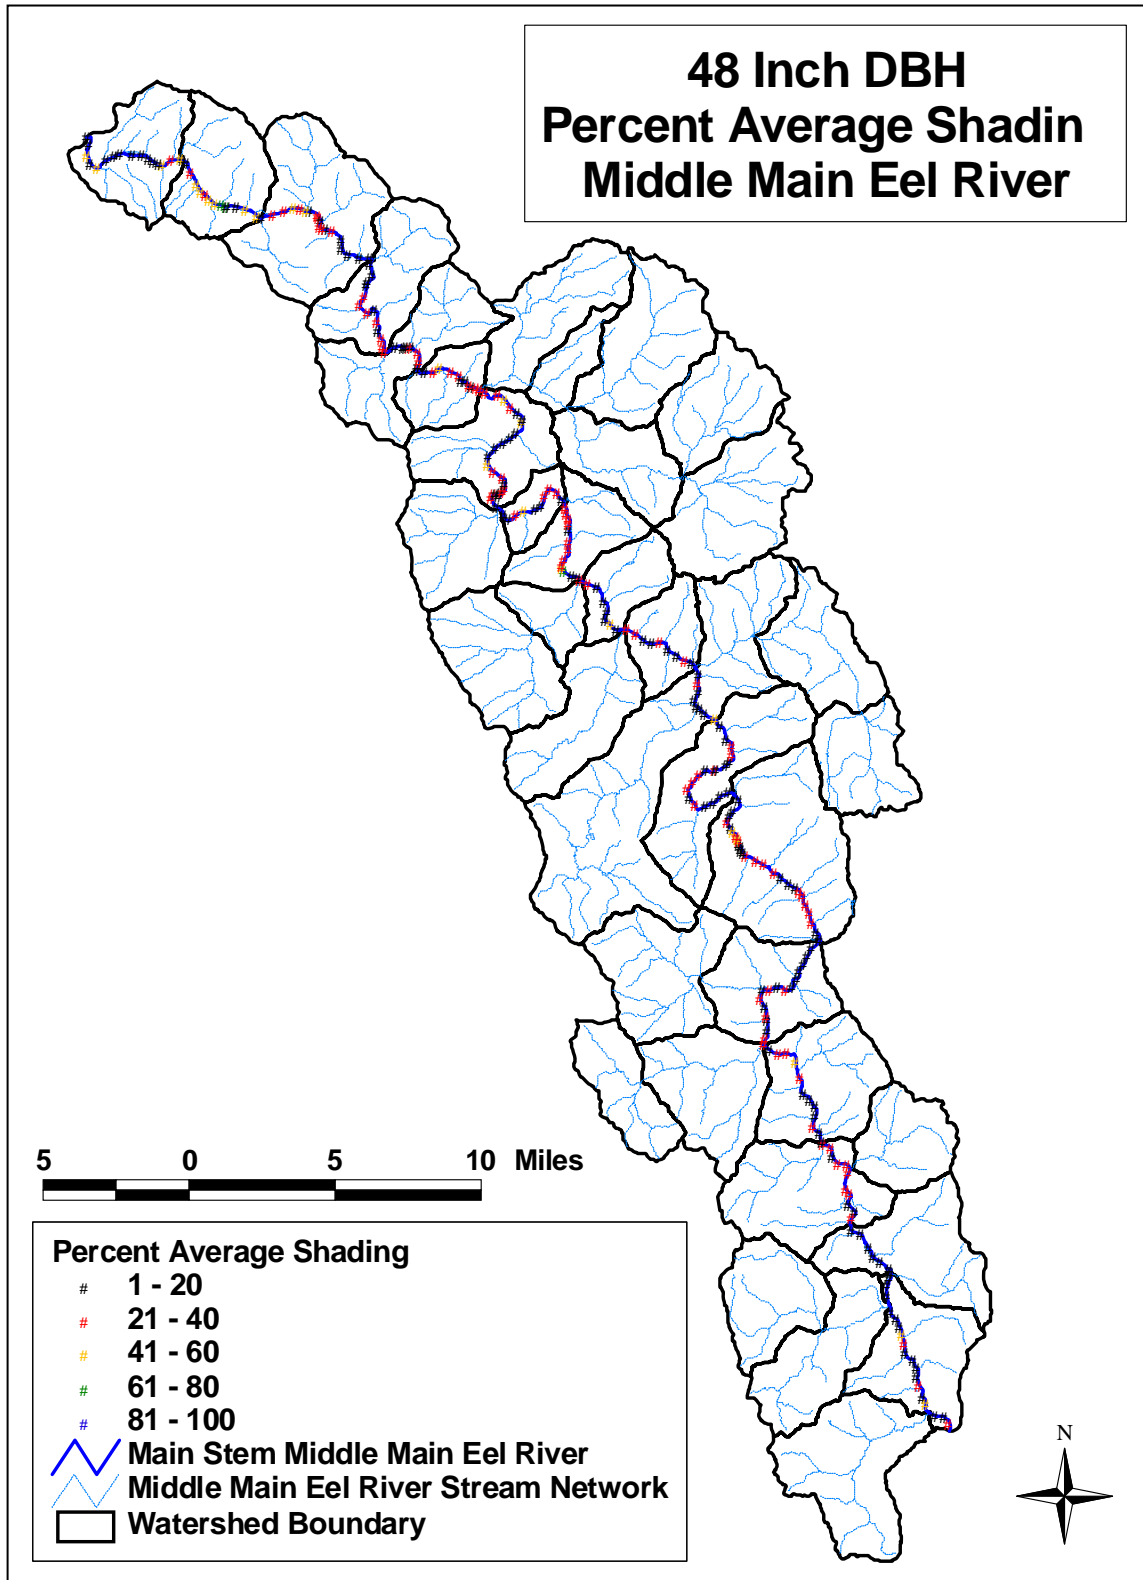 48 Inch DBH
Percent Average Shadin
Middle Main Eel River
5 0 5 10 Miles
Percent Average Shading
# 1 - 20
# 21 - 40
# 41 - 60
# 61 - 80
# 81 - 100
Main Stem Middle Main Eel River
Middle Main Eel River Stream Network
Watershed Boundary
N